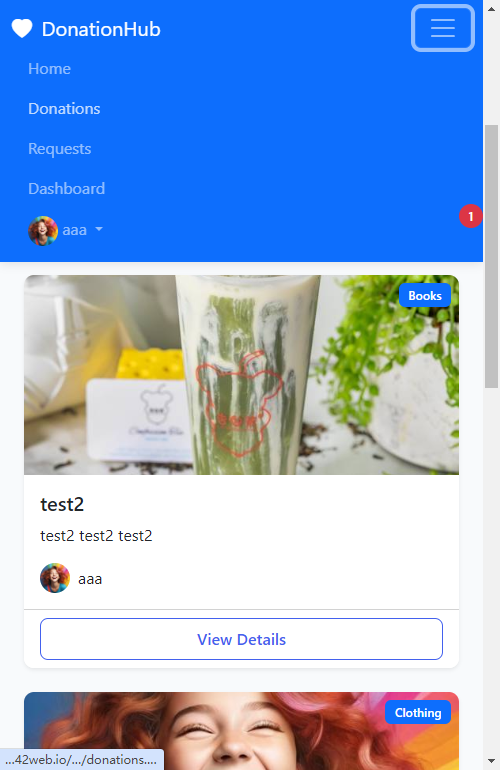 DonationHub
Home
Donations
Requests
Dashboard
aaa
1
Books
test2
test2 test2 test2
aaa
View Details
Clothing
...42web.io/.../donations....